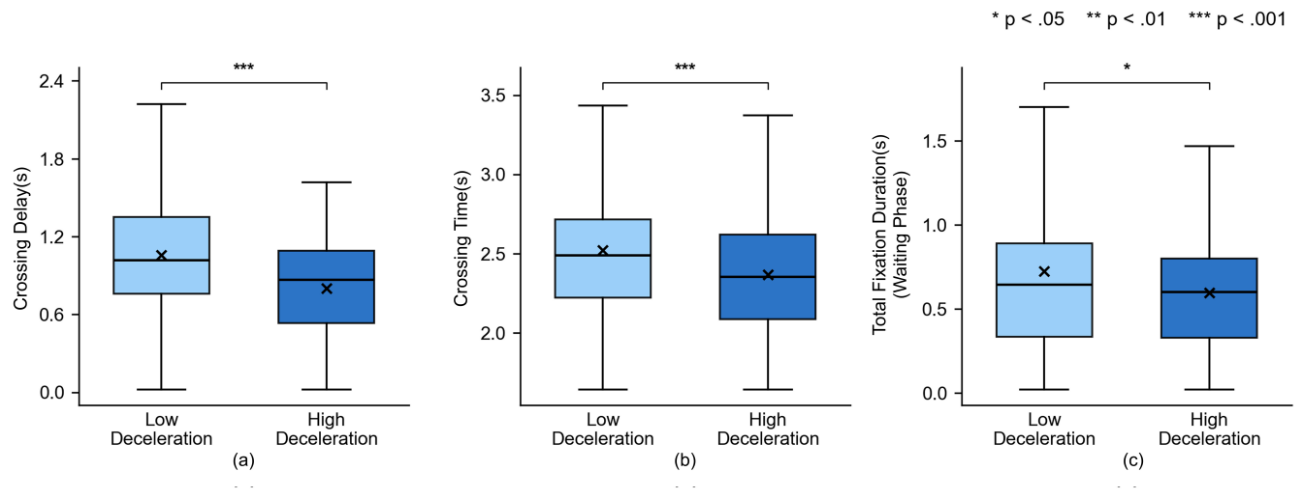 * p < .05 ** p < .01 *** p < .001
***
2.4
1.8
1.2
0.6
0.0
Crossing Delay(s)
Low
Deceleration
High
Deceleration
(a)
***
3.5
3.0
2.5
2.0
Crossing Time(s)
Low
Deceleration
High
Deceleration
(b)
*
1.5
1.0
0.5
0.0
Total Fixation Duration(s)
(Waiting Phase)
Low
Deceleration
High
Deceleration
(c)